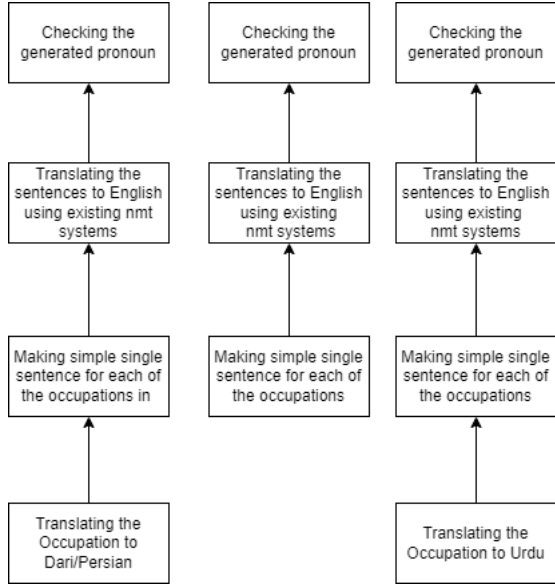 Checking the
generated pronoun
Checking the
generated pronoun
Checking the
generated pronoun
Translating the
sentences to English
using existing nmt
systems
Translating the
sentences to English
using existing
nmt systems
Translating the
sentences to English
using existing
nmt systems
Making simple single
sentence for each of
the occupations in
Making simple single
sentence for each of
the occupations
Making simple single
sentence for each of
the occupations
Translating the
Occupation to
Dari/Persian
Translating the
Occupation to Urdu